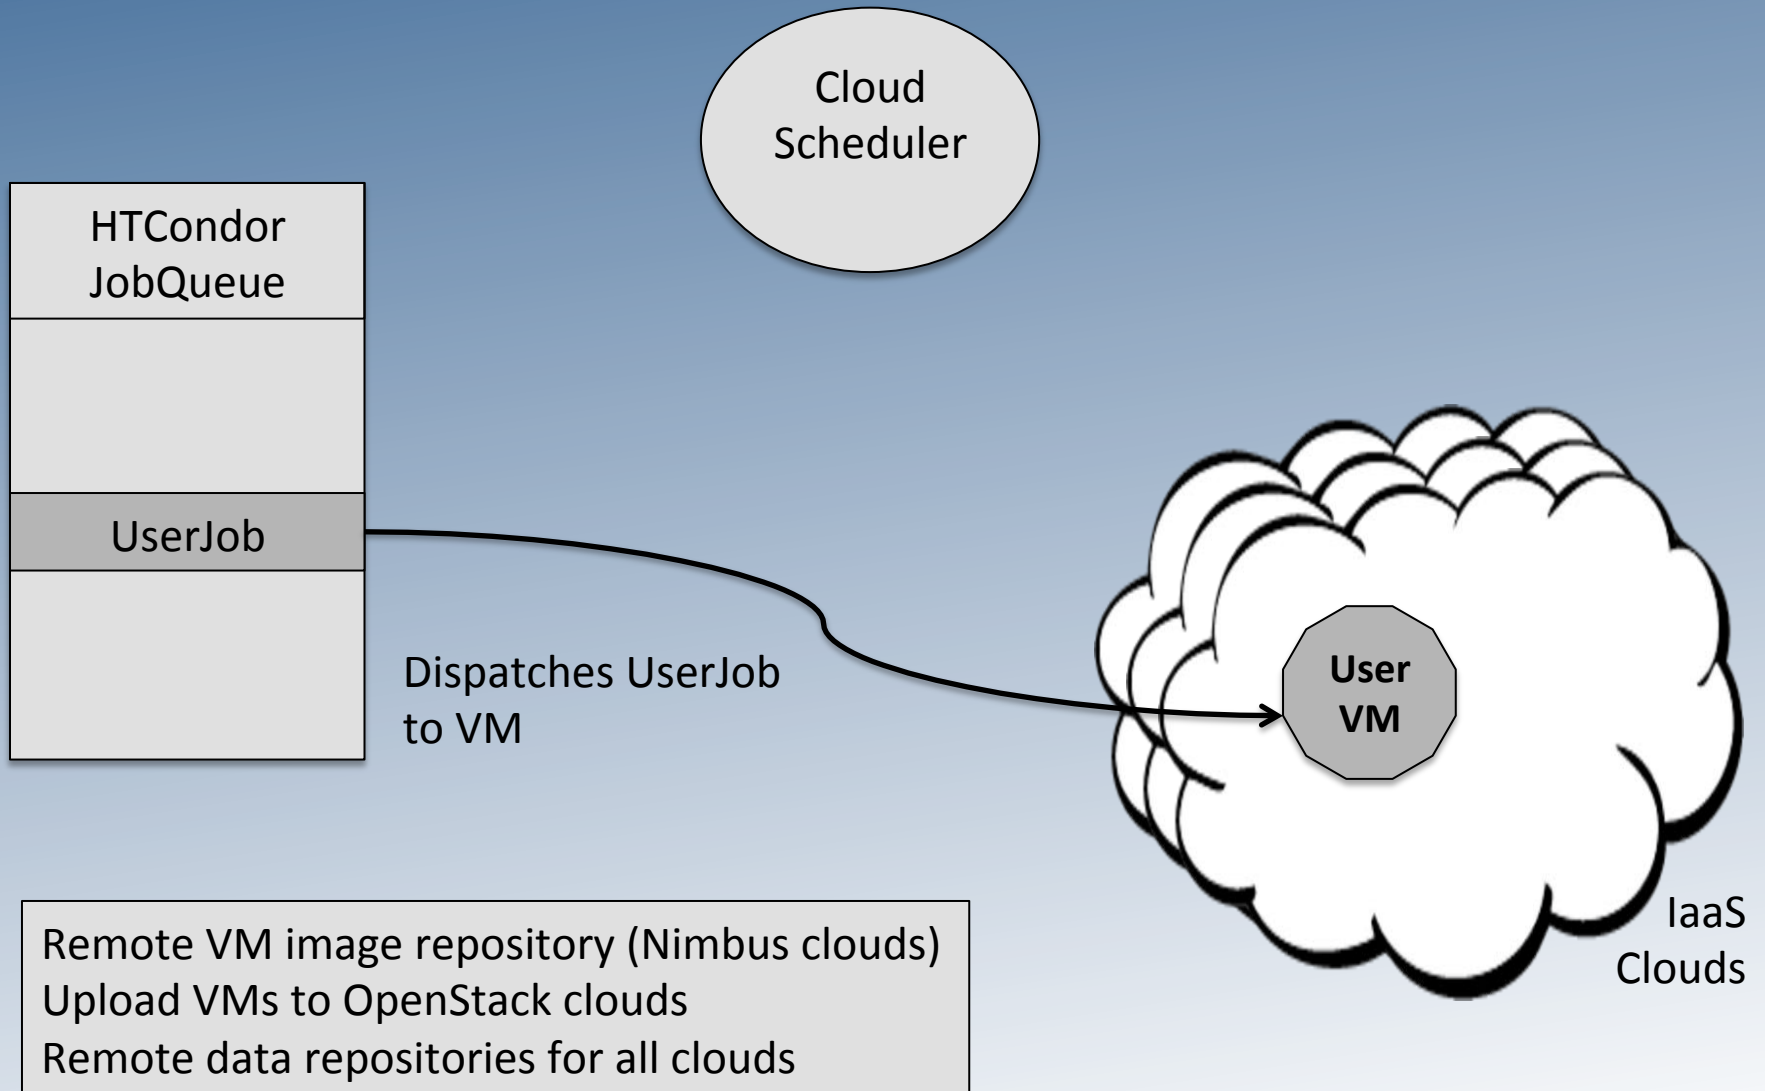 Cloud
Scheduler
HTCondor
JobQueue
UserJob
Dispatches UserJob
to VM
User
VM
IaaS
Clouds
Remote VM image repository (Nimbus clouds)
Upload VMs to OpenStack clouds
Remote data repositories for all clouds